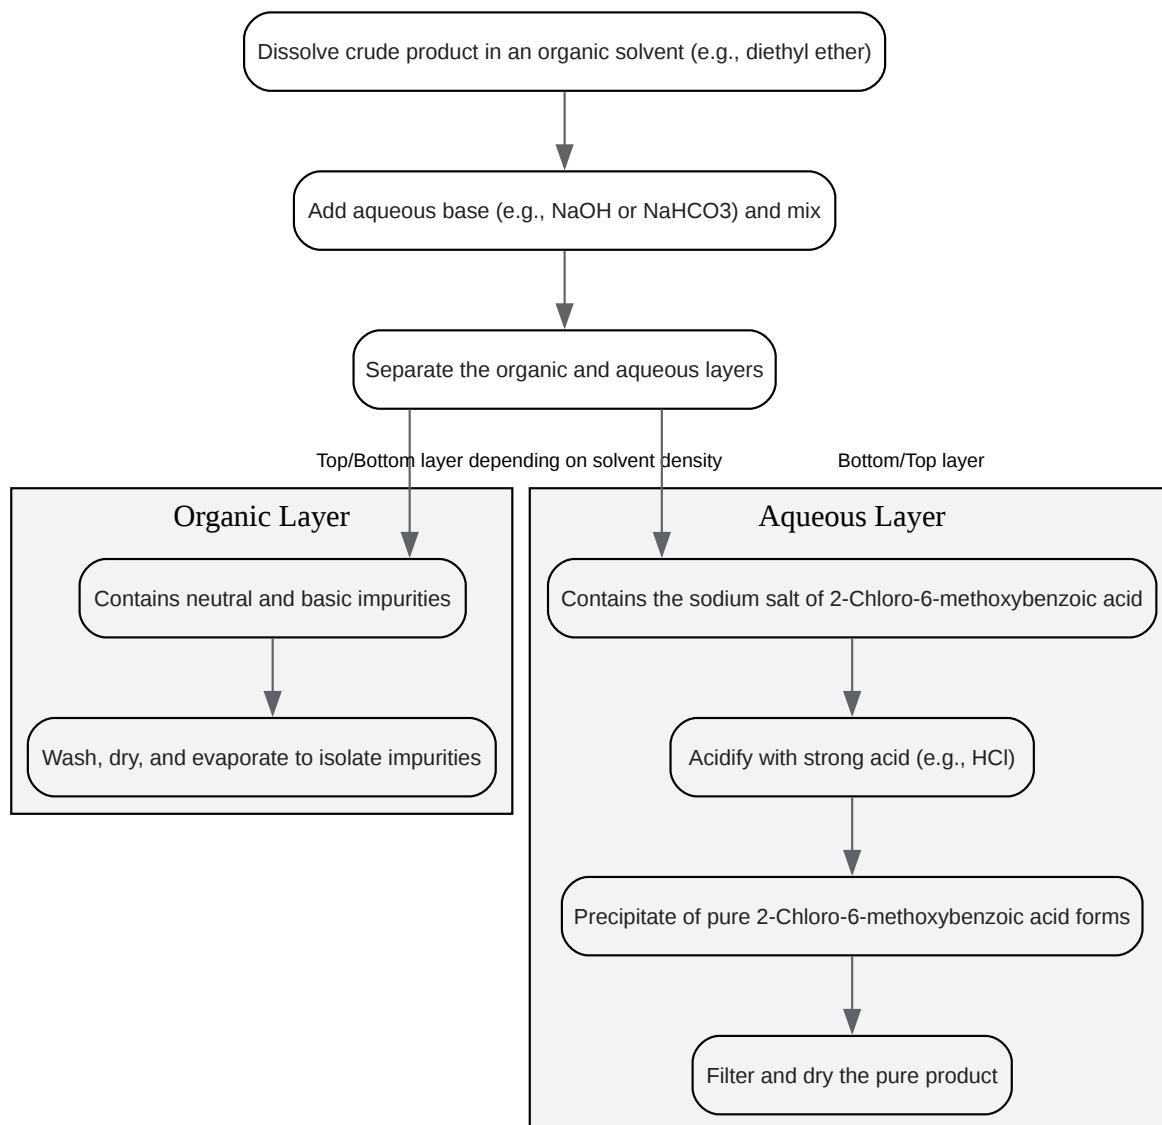 Dissolve crude product in an organic solvent (e.g., diethyl ether)
Add aqueous base (e.g., NaOH or NaHCO3) and mix
Separate the organic and aqueous layers
Top/Bottom layer depending on solvent density
Bottom/Top layer
Organic Layer
Contains neutral and basic impurities
Wash, dry, and evaporate to isolate impurities
Aqueous Layer
Contains the sodium salt of 2-Chloro-6-methoxybenzoic acid
Acidify with strong acid (e.g., HCl)
Precipitate of pure 2-Chloro-6-methoxybenzoic acid forms
Filter and dry the pure product